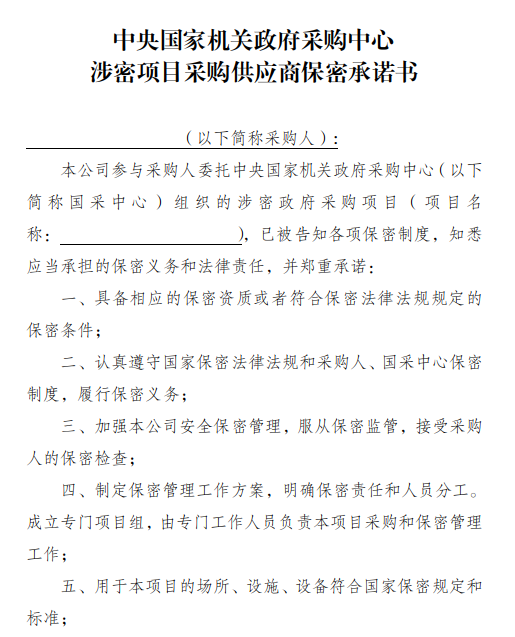 中央国家机关政府采购中心
涉密项目采购供应商保密承诺书
（以下简称采购人）：
本公司参与采购人委托中央国家机关政府采购中心（以下
简称国采中心）组织的涉密政府采购项目（项目名
称：　　　　　　　　　），已被告知各项保密制度，知悉
应当承担的保密义务和法律责任，并郑重承诺：
一、具备相应的保密资质或者符合保密法律法规规定的
保密条件；
二、认真遵守国家保密法律法规和采购人、国采中心保密
制度，履行保密义务；
三、加强本公司安全保密管理，服从保密监管，接受采购
人的保密检查；
四、制定保密管理工作方案，明确保密责任和人员分工。
成立专门项目组，由专门工作人员负责本项目采购和保密管理
工作；
五、用于本项目的场所、设施、设备符合国家保密规定和
标准；